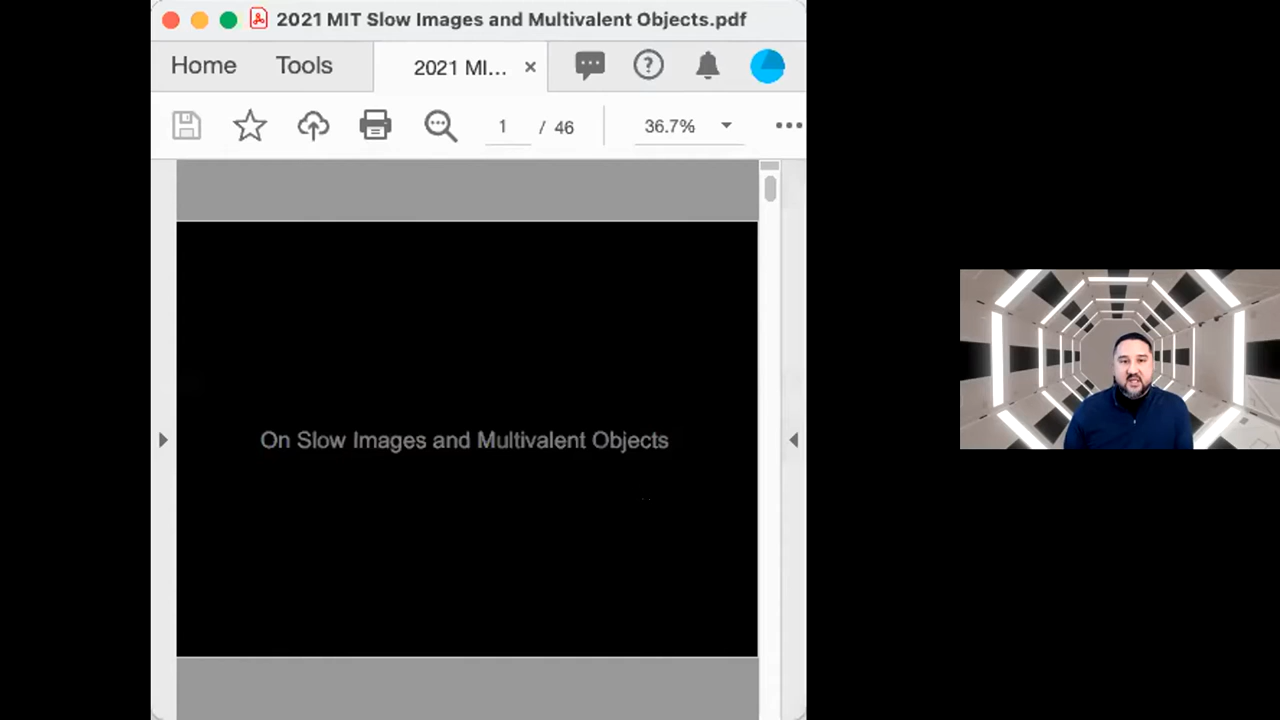 2021 MIT Slow Images and Multivalent Objects.pdf
Home Tools 2021 MI... ×
1 / 46 36.7%
On Slow Images and Multivalent Objects